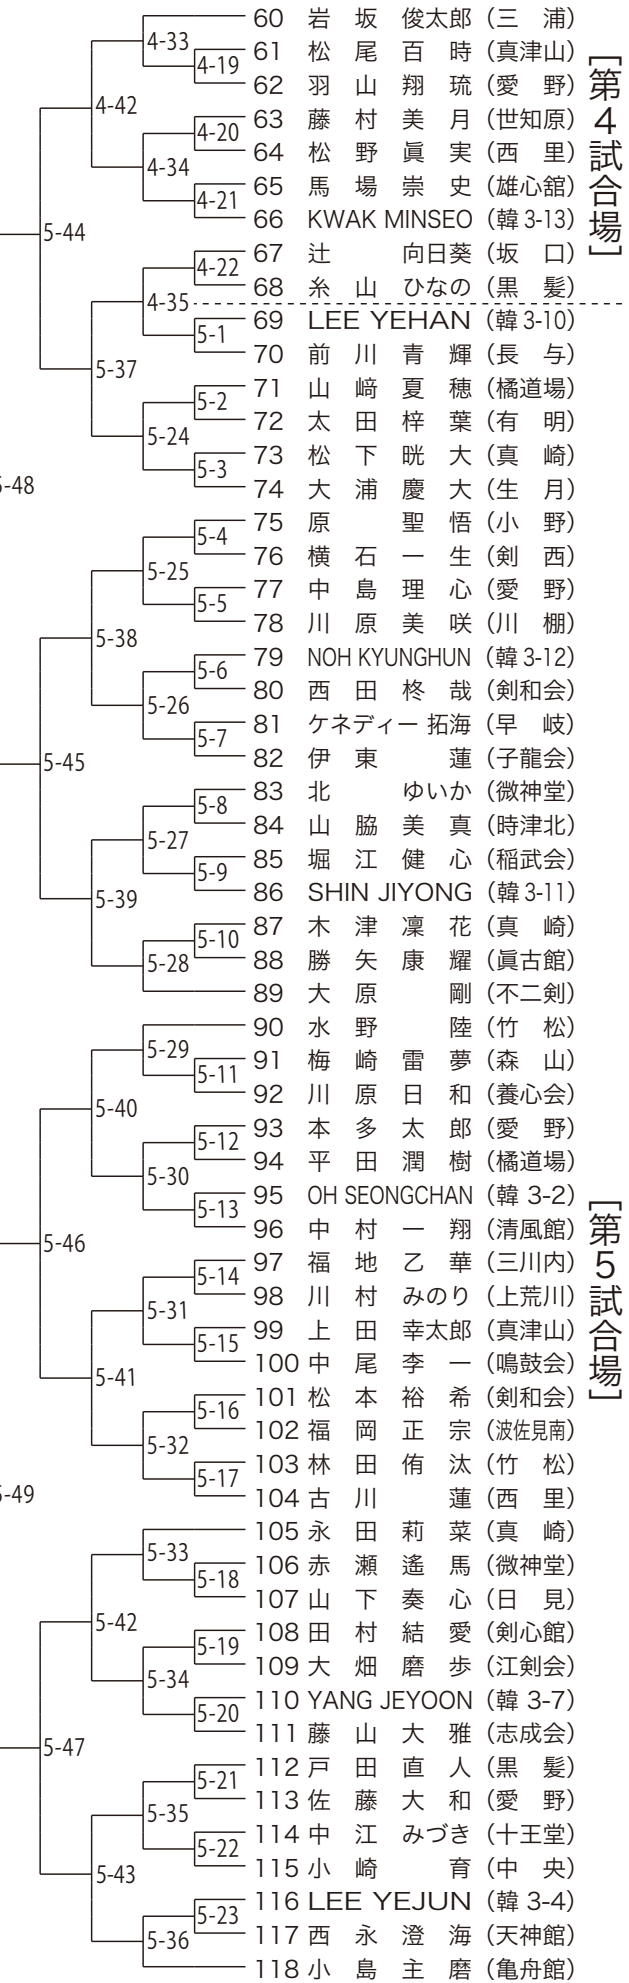 60 岩坂俊太郎（三浦）
4-33
61 松尾百時（真津山）
4-19
62 羽山翔琉（愛野）
4-42
63 藤村美月（世知原）
4-20
64 松野眞実（西里）
4-34
65 馬場崇史（雄心舘）
4-21
66 KWAK MINSEO（韓3-13）
[第4試合場]
5-44
67 辻向日葵（坂口）
4-22
68 糸山ひなの（黒髪）
4-35
69 LEE YEHAN（韓3-10）
5-1
70 前川青輝（長与）
5-37
71 山﨑夏穂（橘道場）
5-2
72 太田梓葉（有明）
5-24
73 松下晄大（真崎）
5-3
74 大浦慶大（生月）
5-48
75 原聖悟（小野）
5-4
76 横石一生（剣西）
5-25
77 中島理心（愛野）
5-5
78 川原美咲（川棚）
5-38
79 NOH KYUNGHUN（韓3-12）
5-6
80 西田柊哉（剣和会）
5-26
81 ケネディー拓海（早岐）
5-7
82 伊東蓮（子龍会）
5-45
83 北ゆいか（微神堂）
5-8
84 山脇美真（時津北）
5-27
85 堀江健心（稲武会）
5-9
86 SHIN JIYONG（韓3-11）
5-39
87 木津凜花（真崎）
5-10
88 勝矢康耀（眞古館）
5-28
89 大原剛（不二剣）
90 水野陸（竹松）
5-29
91 梅崎雷夢（森山）
5-11
92 川原日和（養心会）
5-40
93 本多太郎（愛野）
5-12
94 平田潤樹（橘道場）
5-30
95 OH SEONGCHAN（韓 3-2）
5-13
96 中村一翔（清風館）
5-46
[第5試合場]
97 福地乙華（三川内）
5-14
98 川村みのり（上荒川）
5-31
99 上田幸太郎（真津山）
5-15
100 中尾李一（鳴鼓会）
5-41
101 松本裕希（剣和会）
5-16
102 福岡正宗（波佐見南）
5-32
103 林田侑汰（竹松）
5-17
104 古川蓮（西里）
5-49
105 永田莉菜（真崎）
5-33
106 赤瀬遙馬（微神堂）
5-18
107 山下奏心（日見）
5-42
108 田村結愛（剣心館）
5-19
109 大畑磨歩（江剣会）
5-34
110 YANG JEYOON（韓 3-7）
5-20
111 藤山大雅（志成会）
5-47
112 戸田直人（黒髪）
5-21
113 佐藤大和（愛野）
5-35
114 中江みづき（十王堂）
5-22
115 小崎育（中央）
5-43
116 LEE YEJUN（韓 3-4）
5-23
117 西永澄海（天神館）
5-36
118 小島主磨（亀舟館）